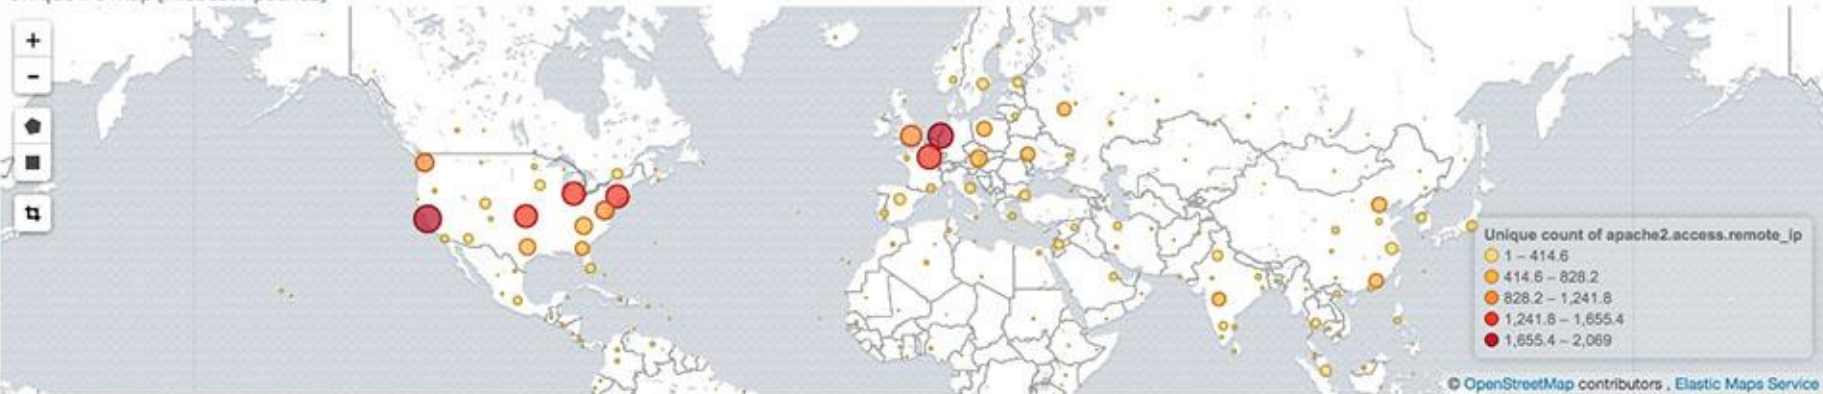 +
-
Unique count of apache2.access.remote_ip
1 – 414.6
414.6 – 828.2
828.2 – 1,241.8
1,241.8 – 1,655.4
1,655.4 – 2,069
© OpenStreetMap contributors , Elastic Maps Service